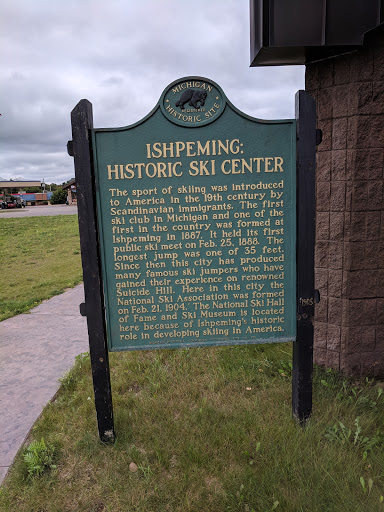 MICHIGAN
REGISTERED
HISTORIC SITE
ISHPEMING:
HISTORIC SKI CENTER
The sport of skiing was introduced
to America in the 19th century by
Scandinavian immigrants. The first
ski club in Michigan and one of the
first in the country was formed at
Ishpeming in 1887. It held its first
public ski meet on Feb. 25, 1888. The
longest jump was one of 35 feet.
Since then this city has produced
many famous ski jumpers who have
gained their experience on renowned
Suicide Hill. Here in this city the
National Ski Association was formed
on Feb. 21, 1904. The National Ski Hall
of Fame and Ski Museum is located
here because of Ishpeming's historic
role in developing skiing in America.